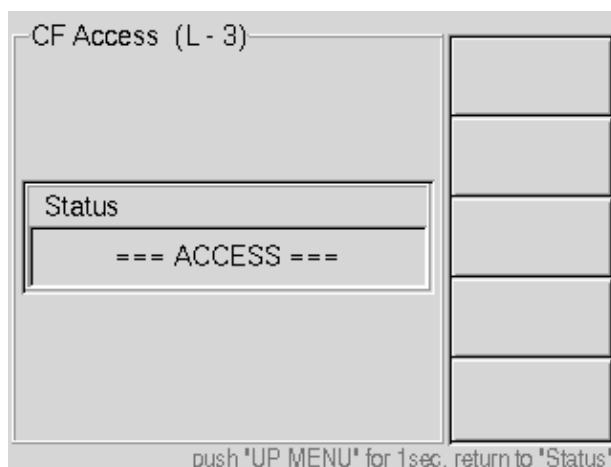 CF Access (L - 3)
Status
=== ACCESS ===
push "UP MENU" for 1sec, return to "Status"